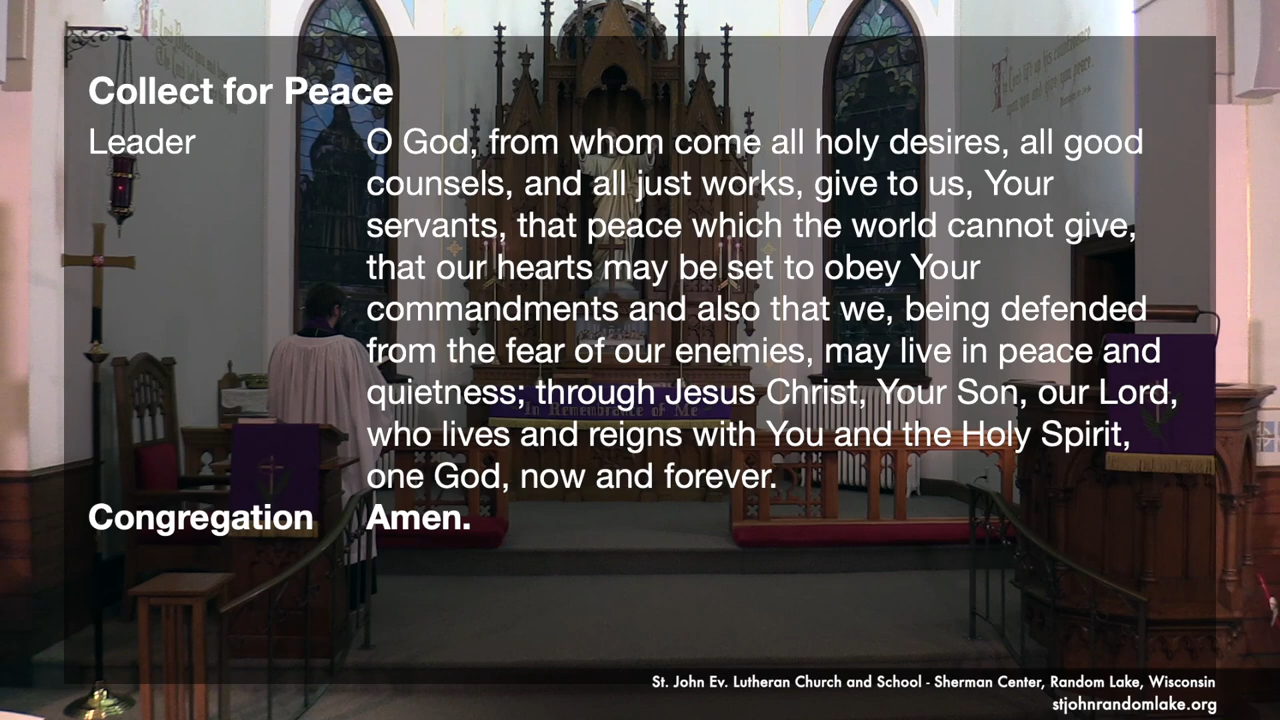 Collect for Peace
Leader
O God, from whom come all holy desires, all good
counsels, and all just works, give to us, Your
servants, that peace which the world cannot give,
that our hearts may be set to obey Your
commandments and also that we, being defended
from the fear of our enemies, may live in peace and
quietness; through Jesus Christ, Your Son, our Lord,
who lives and reigns with You and the Holy Spirit,
one God, now and forever.
Congregation
Amen.
In Remembrance of Me
St. John Ev. Lutheran Church and School - Sherman Center, Random Lake, Wisconsin
stjohnrandomlake.org